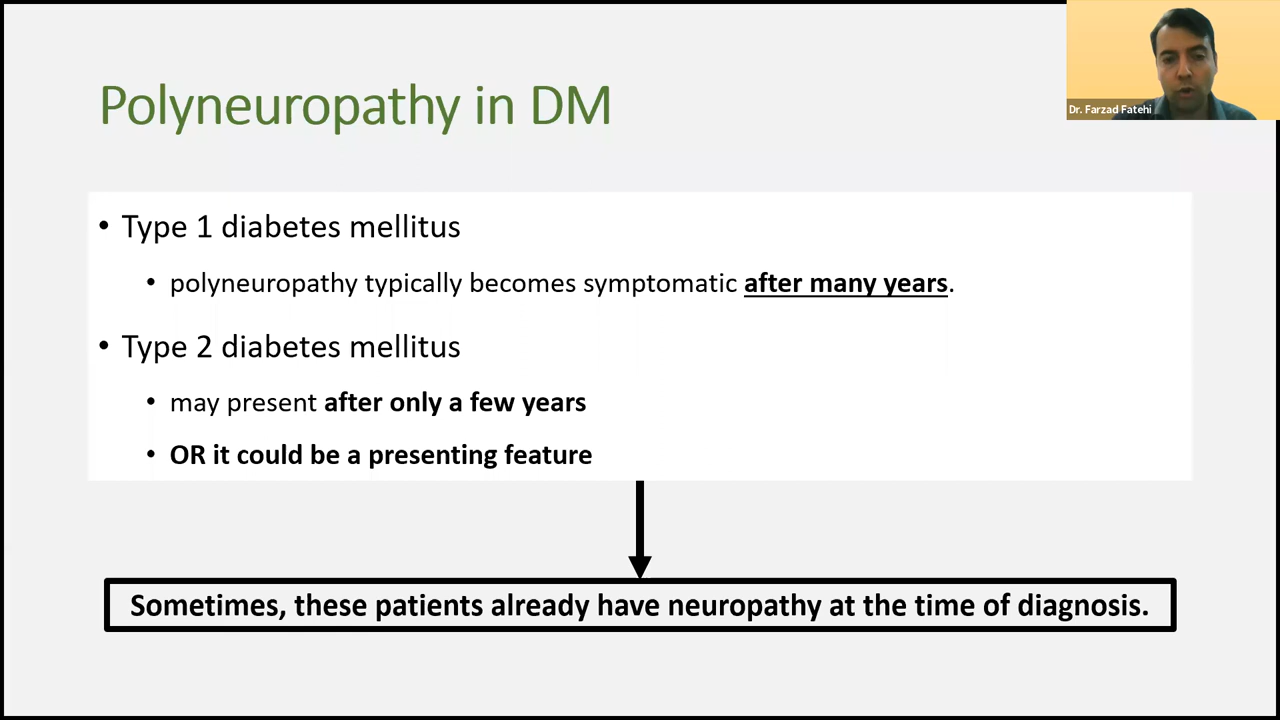 Dr. Farzad Fatehi
Polyneuropathy in DM
• Type 1 diabetes mellitus
• polyneuropathy typically becomes symptomatic after many years.
• Type 2 diabetes mellitus
• may present after only a few years
• OR it could be a presenting feature
Sometimes, these patients already have neuropathy at the time of diagnosis.